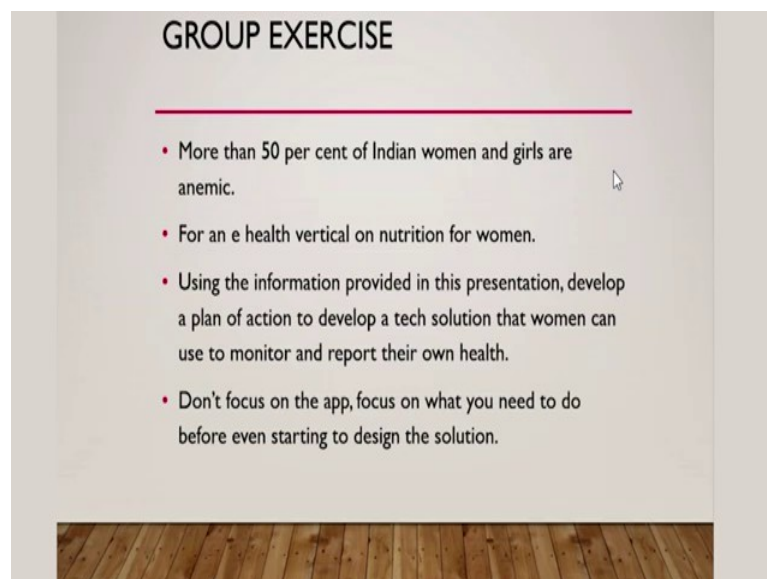 GROUP EXERCISE
• More than 50 per cent of Indian women and girls are
anemic.
• For an e health vertical on nutrition for women.
• Using the information provided in this presentation, develop
a plan of action to develop a tech solution that women can
use to monitor and report their own health.
• Don't focus on the app, focus on what you need to do
before even starting to design the solution.